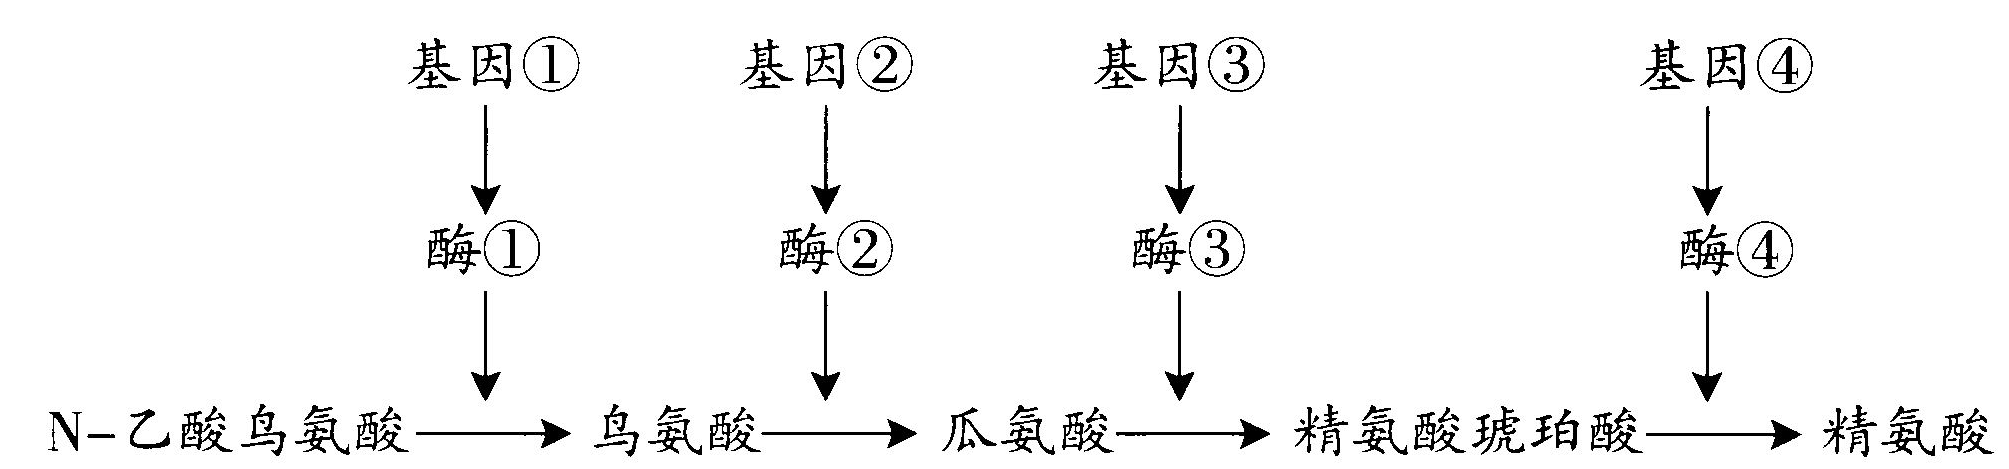 基因① 基因② 基因③ 基因④
酶① 酶② 酶③ 酶④
N-乙酸鸟氨酸 鸟氨酸 瓜氨酸 精氨酸琥珀酸 精氨酸